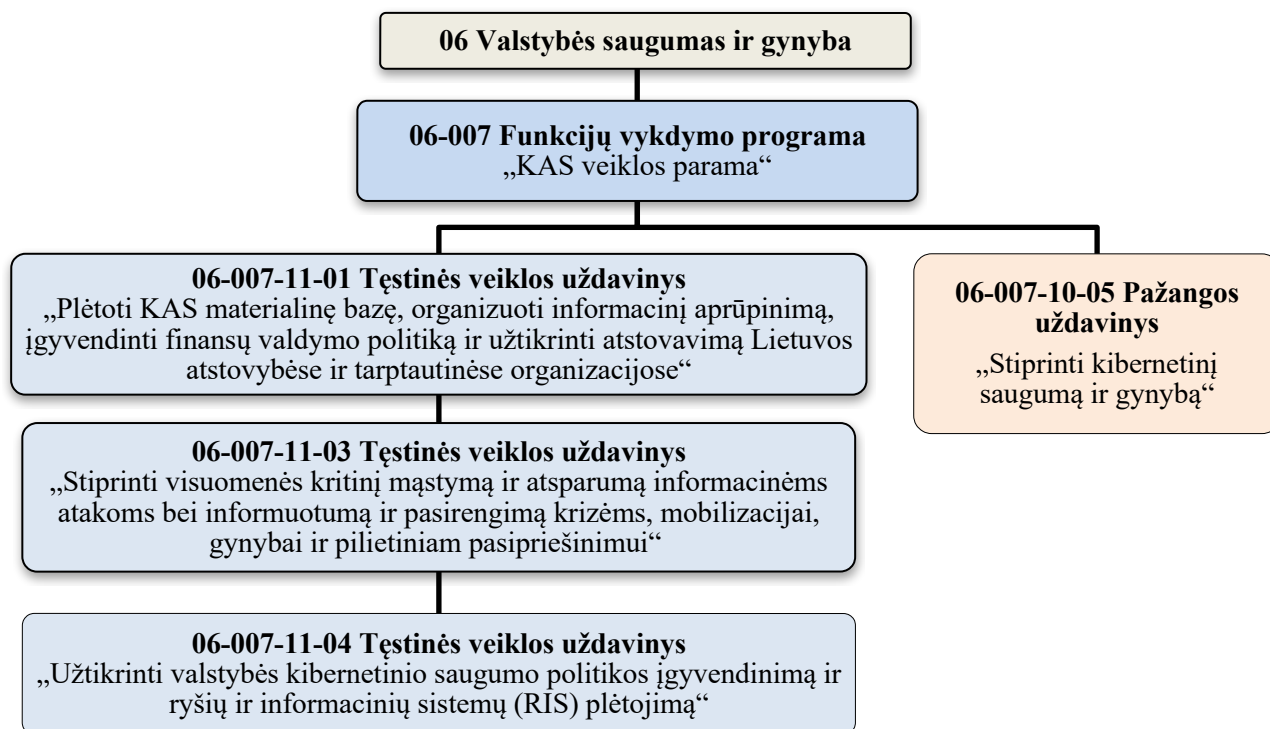 06 Valstybės saugumas ir gynyba
06-007 Funkcijų vykdymo programa
„KAS veiklos parama“
06-007-11-01 Tęstinės veiklos uždavinys
„Plėtoti KAS materialinę bazę, organizuoti informacinį aprūpinimą,
įgyvendinti finansų valdymo politiką ir užtikrinti atstovavimą Lietuvos
atstovybėse ir tarptautinėse organizacijose“
06-007-10-05 Pažangos
uždavinys
„Stiprinti kibernetinį
saugumą ir gynybą“
06-007-11-03 Tęstinės veiklos uždavinys
„Stiprinti visuomenės kritinį mąstymą ir atsparumą informacinėms
atakoms bei informuotumą ir pasirengimą krizėms, mobilizacijai,
gynybai ir pilietiniam pasipriešinimui“
06-007-11-04 Tęstinės veiklos uždavinys
„Užtikrinti valstybės kibernetinio saugumo politikos įgyvendinimą ir
ryšių ir informacinių sistemų (RIS) plėtojimą“